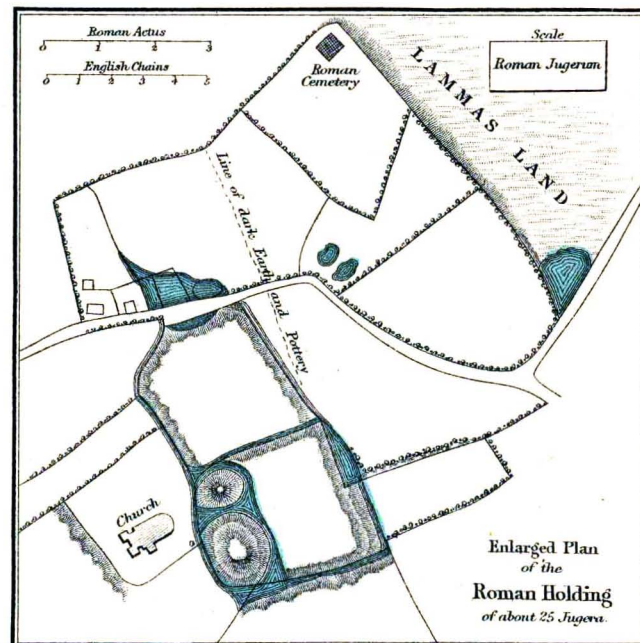 Roman Actus
0 1 2 3
English Chains
0 1 2 3 4 5
Scale
Roman Jugerum
Roman
Cemetery
LAMMAS LAND
Line of dark Earth and Pottery
Church
Enlarged Plan
of the
Roman Holding
of about 25 Jugera.